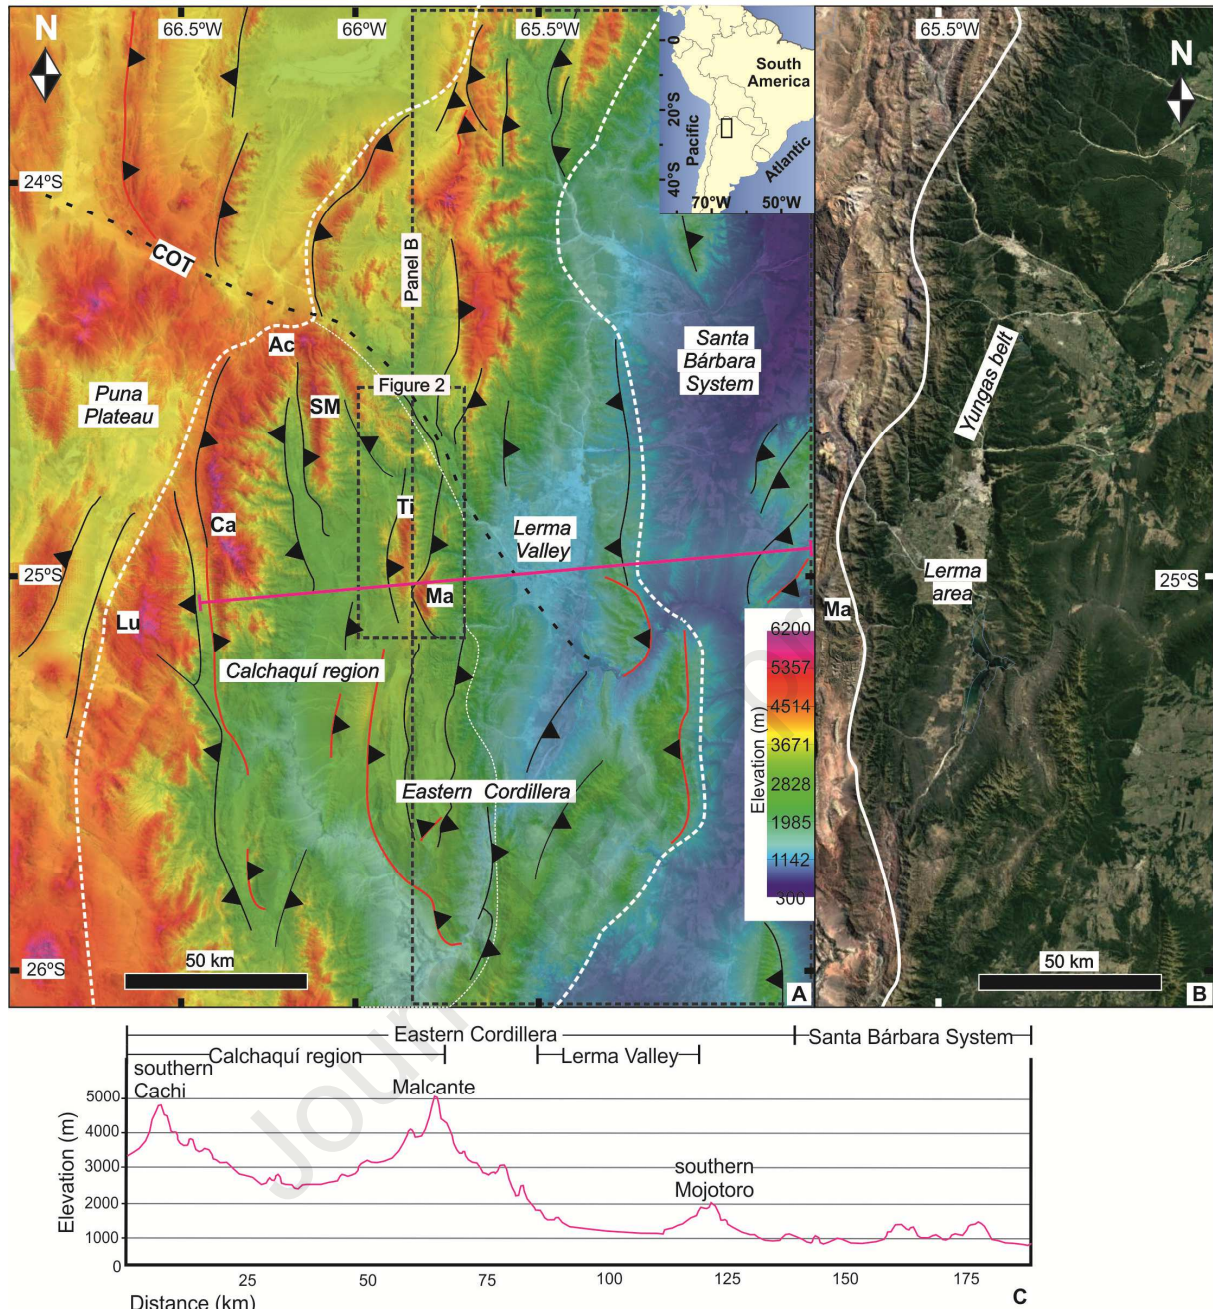 N
66.5ºW
66ºW
65.5ºW
0
20ºS
40ºS
Pacific
South
America
Atlantic
70ºW
50ºW
24ºS
COT
Panel B
Ac
Figure 2
SM
Puna
Plateau
Santa
Bárbara
System
Ti
Ca
Lerma
Valley
25ºS
Lu
Ma
Calchaquí region
Eastern Cordillera
Elevation (m)
6200
5357
4514
3671
2828
1985
1142
300
26ºS
50 km
A
65.5ºW
N
Yungas belt
Lerma
area
25ºS
Ma
50 km
B
Eastern Cordillera
Santa Bárbara System
Calchaquí region
Lerma Valley
southern
Cachi
Malcante
southern
Mojotoro
Elevation (m)
5000
4000
3000
2000
1000
0
25
50
75
100
125
150
175
Distance (km)
C
Journ